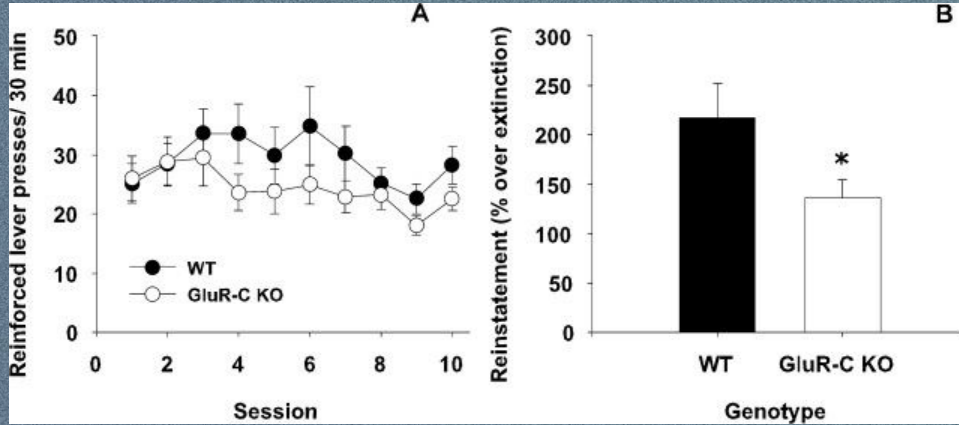 A
Reinforced lever presses/ 30 min
50
40
30
20
10
0
WT
GluR-C KO
0 2 4 6 8 10
Session
B
Reinstatement (% over extinction)
300
250
200
150
100
50
0
*
WT GluR-C KO
Genotype